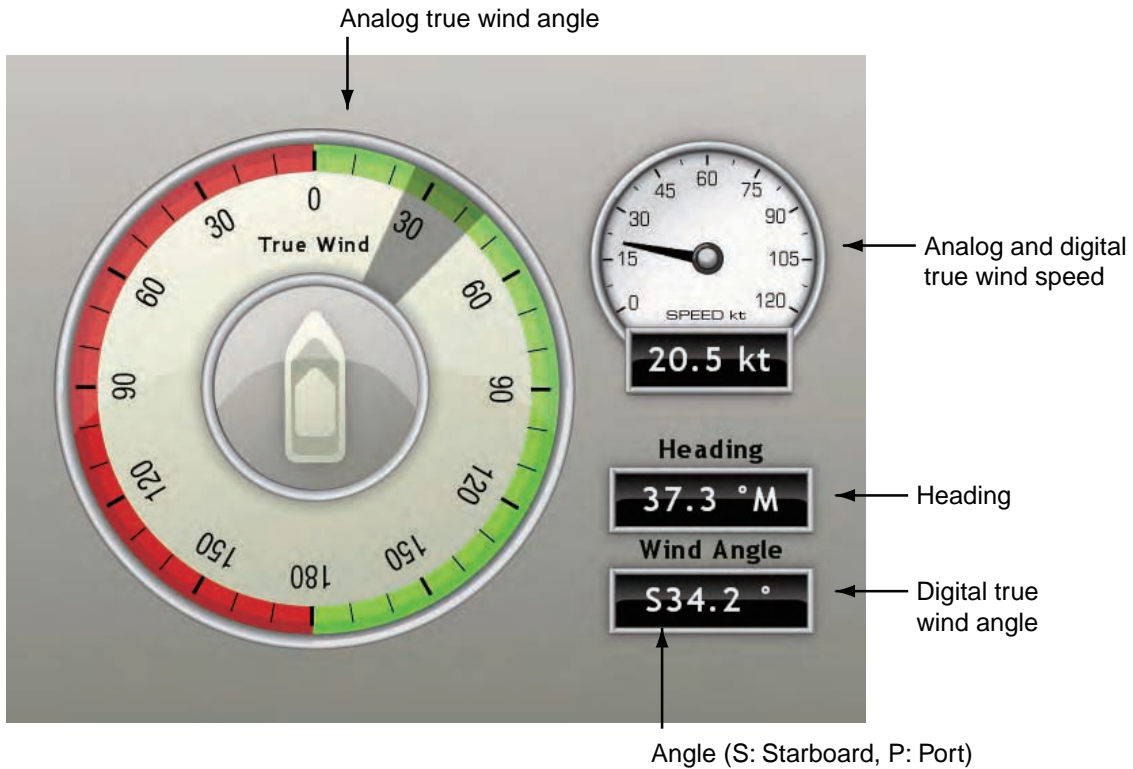 Analog true wind angle
0
30
60
90
120
150
180
150
120
90
60
30
True Wind
0
15
30
45
60
75
90
105
120
SPEED kt
20.5 kt
Analog and digital
true wind speed
Heading
37.3 °M
Heading
Wind Angle
S34.2 °
Digital true
wind angle
Angle (S: Starboard, P: Port)